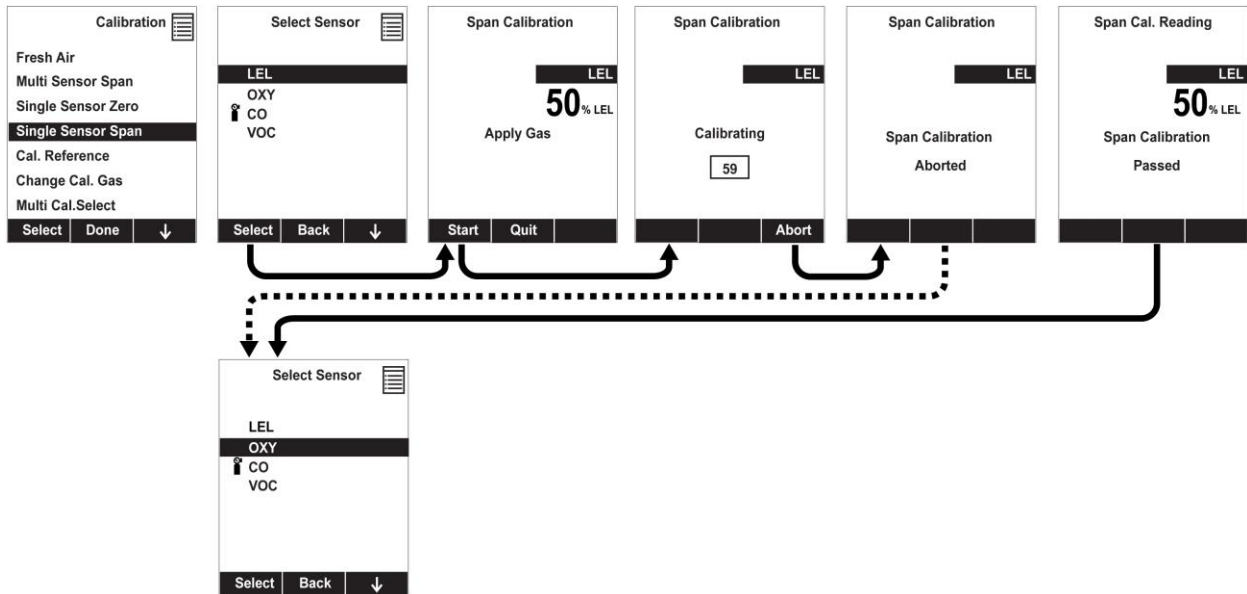 Calibration
Fresh Air
Multi Sensor Span
Single Sensor Zero
Single Sensor Span
Cal. Reference
Change Cal. Gas
Multi Cal.Select
Select Done ↓
Select Sensor
LEL
OXY
CO
VOC
Select Back ↓
Span Calibration
LEL
50 % LEL
Apply Gas
Start Quit
Span Calibration
LEL
Calibrating
59
Abort
Span Calibration
LEL
Span Calibration
Aborted
Span Cal. Reading
LEL
50 % LEL
Span Calibration
Passed
Select Sensor
LEL
OXY
CO
VOC
Select Back ↓